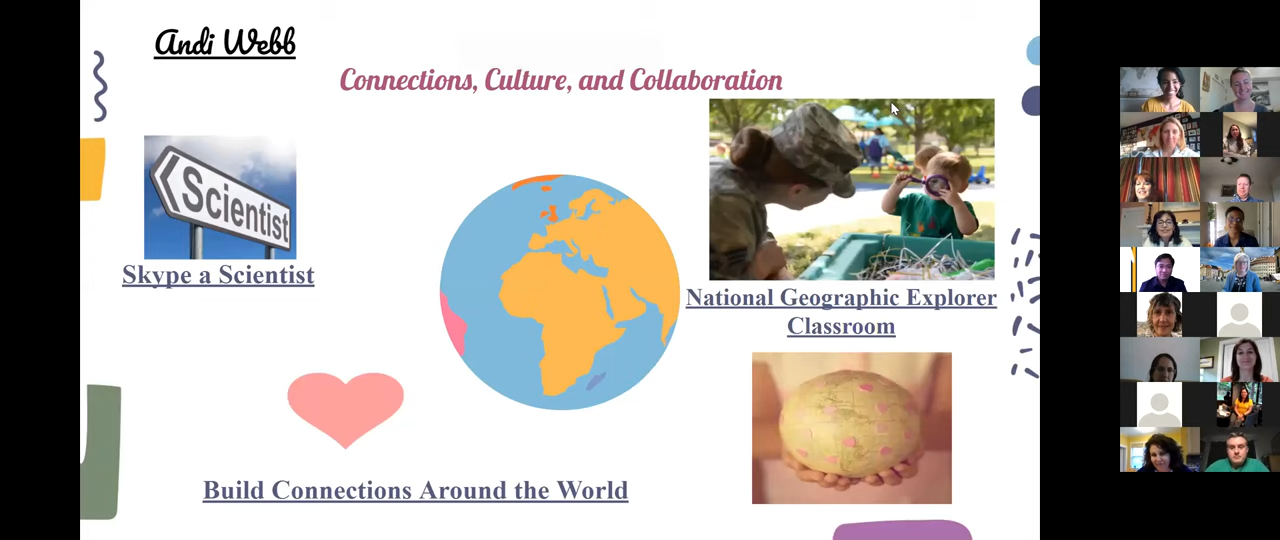 Andi Webb
Connections, Culture, and Collaboration
Scientist
Skype a Scientist
National Geographic Explorer
Classroom
Build Connections Around the World